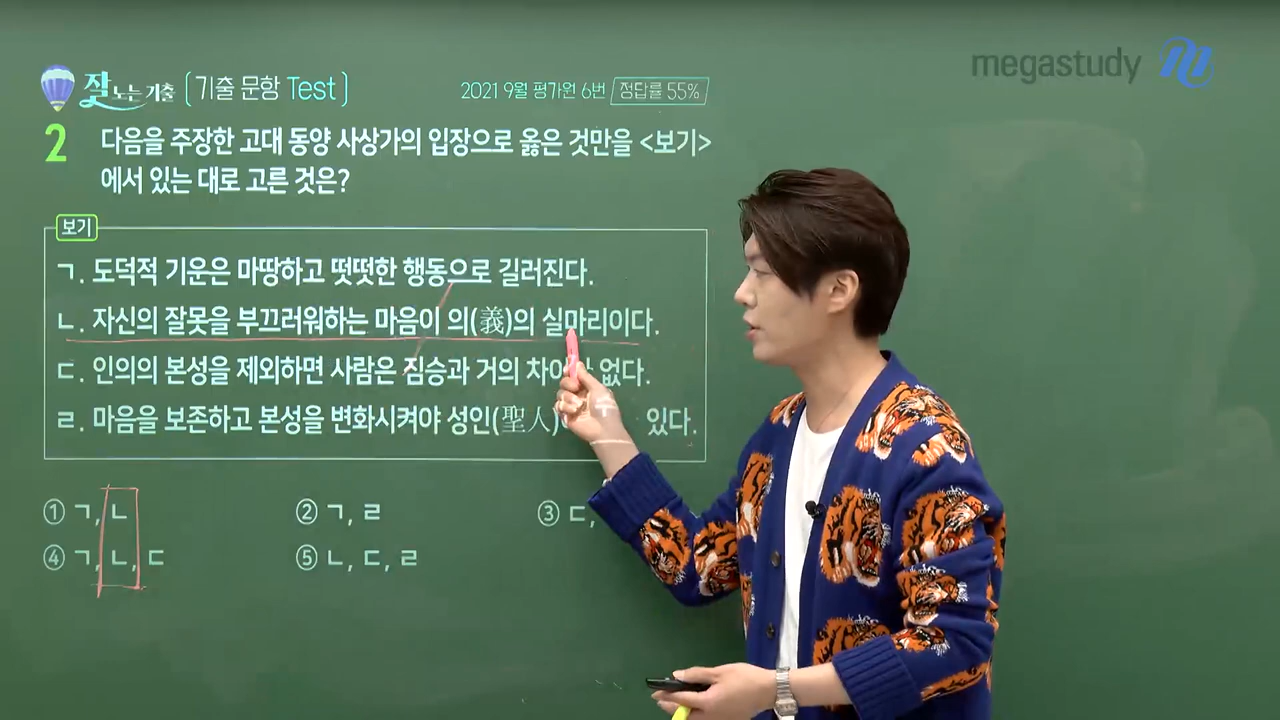 megastudy
잘 노는 기출 [기출 문항 Test]
2021 9월 평가원 6번 정답률 55%
2 다음을 주장한 고대 동양 사상가의 입장으로 옳은 것만을 <보기>
에서 있는 대로 고른 것은?
보기
ㄱ. 도덕적 기운은 마땅하고 떳떳한 행동으로 길러진다.
ㄴ. 자신의 잘못을 부끄러워하는 마음이 의(義)의 실마리이다.
ㄷ. 인의의 본성을 제외하면 사람은 짐승과 거의 차이가 없다.
ㄹ. 마음을 보존하고 본성을 변화시켜야 성인(聖人) 수 있다.
① ㄱ, ㄴ ② ㄱ, ㄹ ③ ㄷ,
④ ㄱ, ㄴ, ㄷ ⑤ ㄴ, ㄷ, ㄹ